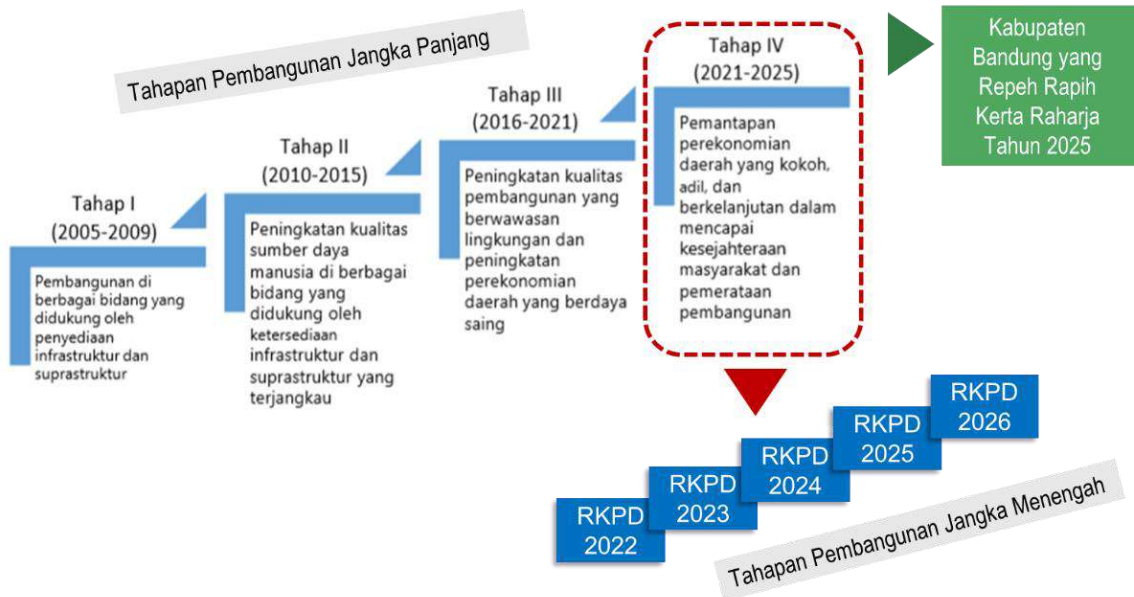 Tahapan Pembangunan Jangka Panjang
Tahap I
(2005-2009)
Pembangunan di
berbagai bidang yang
didukung oleh
penyediaan
infrastruktur dan
suprastruktur
Tahap II
(2010-2015)
Peningkatan kualitas
sumber daya
manusia di berbagai
bidang yang
didukung oleh
ketersediaan
infrastruktur dan
suprastruktur yang
terjangkau
Tahap III
(2016-2021)
Peningkatan kualitas
pembangunan yang
berwawasan
lingkungan dan
peningkatan
perekonomian
daerah yang berdaya
saing
Tahap IV
(2021-2025)
Pemantapan
perekonomian
daerah yang kokoh,
adil, dan
berkelanjutan dalam
mencapai
kesejahteraan
masyarakat dan
pemerataan
pembangunan
Kabupaten
Bandung yang
Repeh Rapih
Kerta Raharja
Tahun 2025
RKPD
2022
RKPD
2023
RKPD
2024
RKPD
2025
RKPD
2026
Tahapan Pembangunan Jangka Menengah